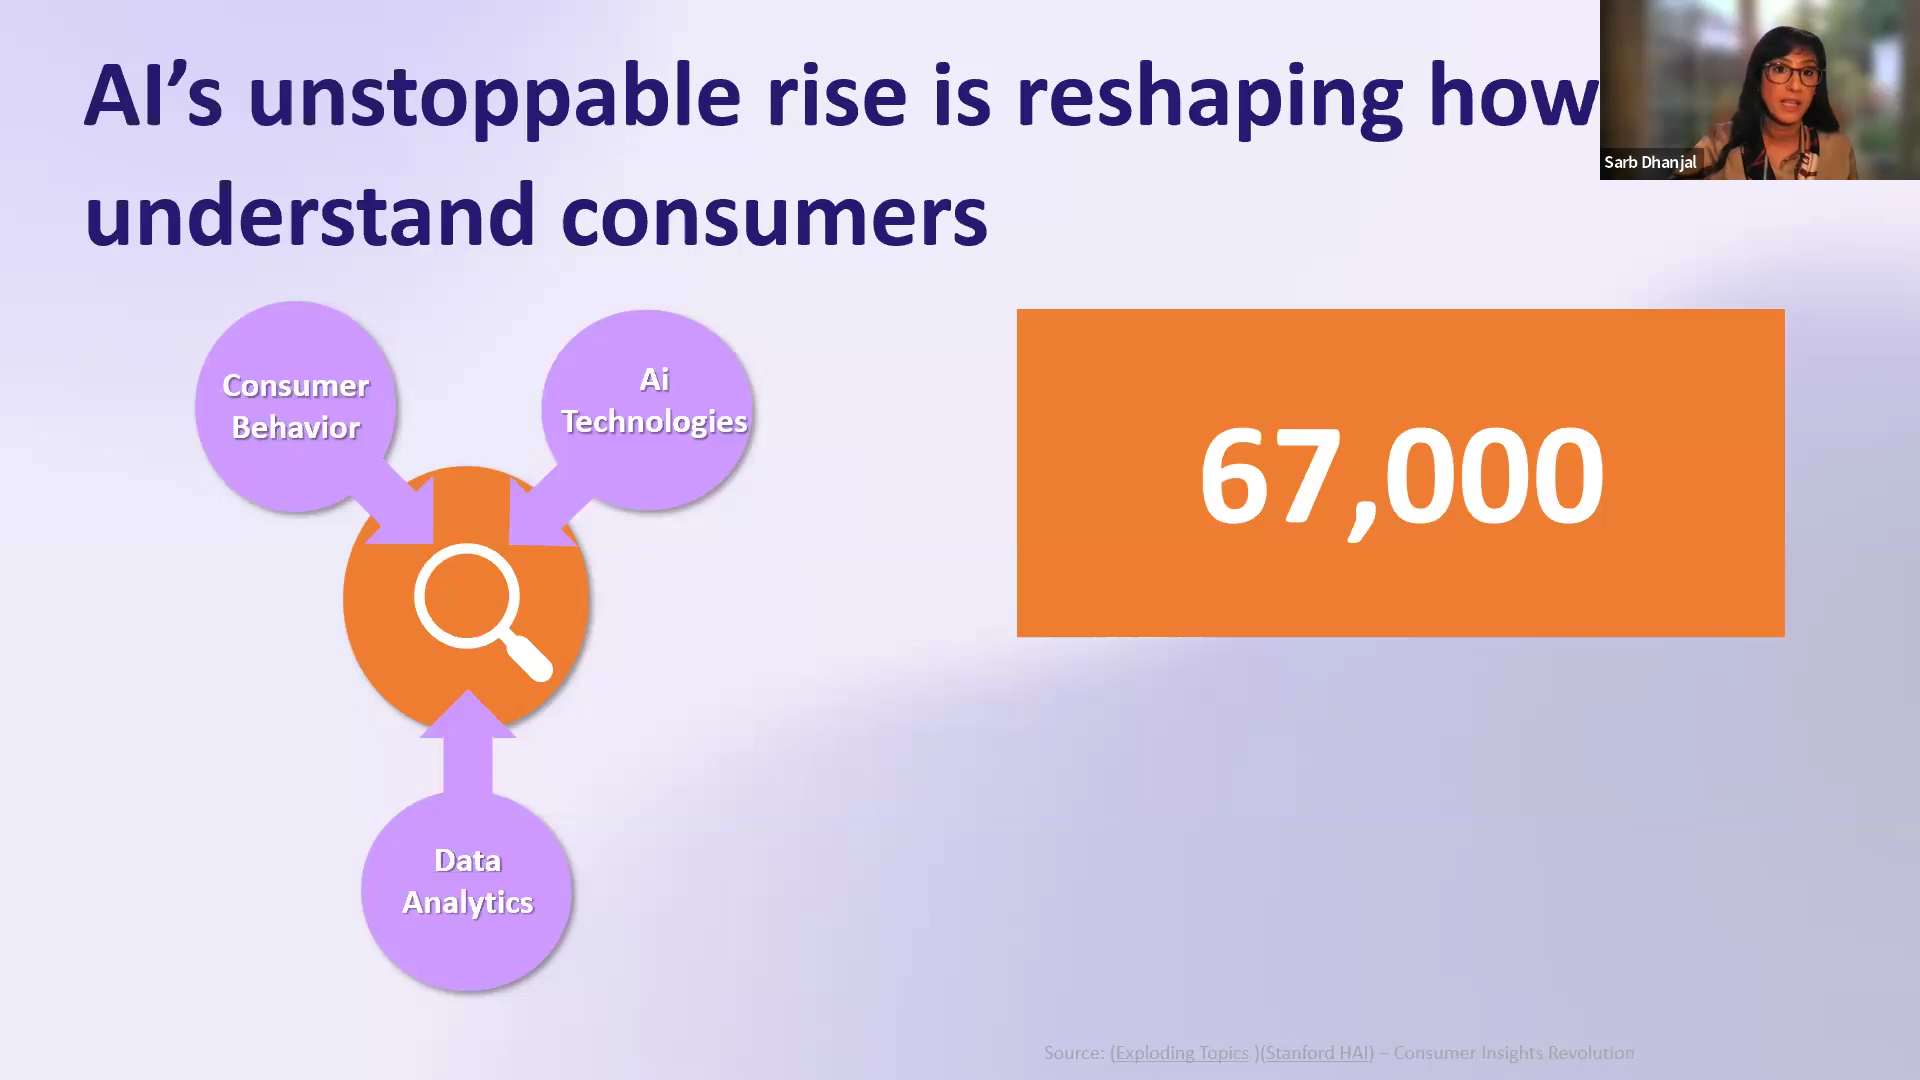 AI’s unstoppable rise is reshaping how
understand consumers
Sarb Dhanjal
Consumer
Behavior
Ai
Technologies
67,000
Data
Analytics
Source: (Exploding Topics )(Stanford HAI) – Consumer Insights Revolution